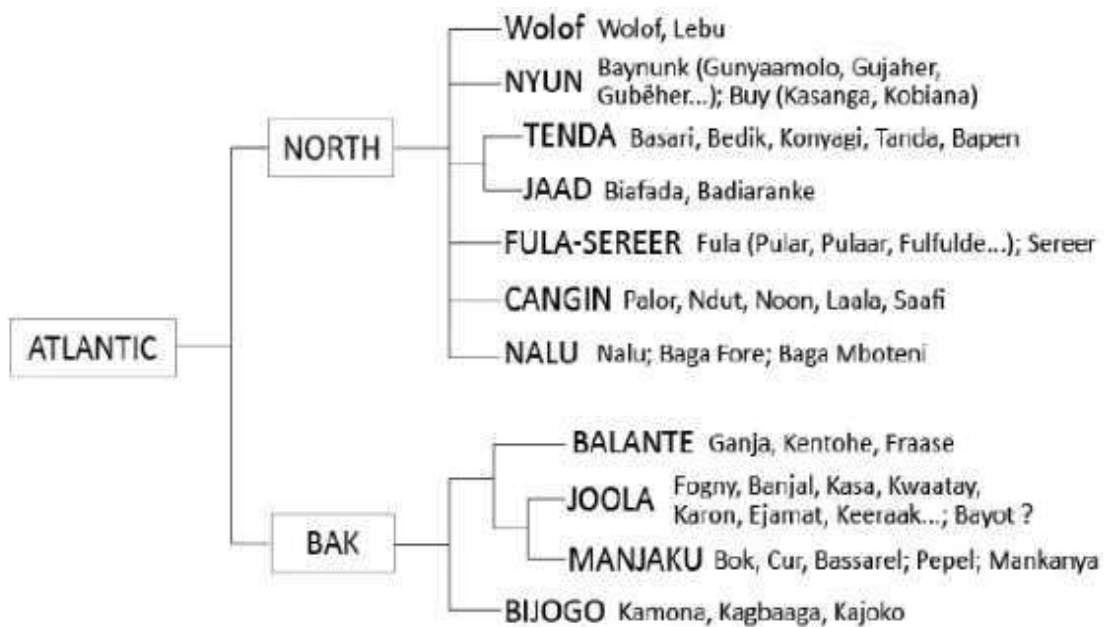 Wolof Wolof, Lebu
NYUN Baynunk (Gunyaamolo, Gujaher,
Gubëher...); Buy (Kasanga, Kobiana)
TENDA Basari, Bedik, Konyagi, Tanda, Bapen
NORTH
JAAD Biafada, Badiaranke
FULA-SEREER Fula (Pular, Pulaar, Fulfulde...); Sereer
CANGIN Palor, Ndut, Noon, Laala, Saafi
ATLANTIC
NALU Nalu; Baga Fore; Baga Mboteni
BALANTE Ganja, Kentohe, Fraase
JOOLA Fogny, Banjal, Kasa, Kwaatay,
Karon, Ejamat, Keeraak...; Bayot ?
BAK
MANJAKU Bok, Cur, Bassarel; Pepel; Mankanya
BIJOGO Kamona, Kagbaaga, Kajoko